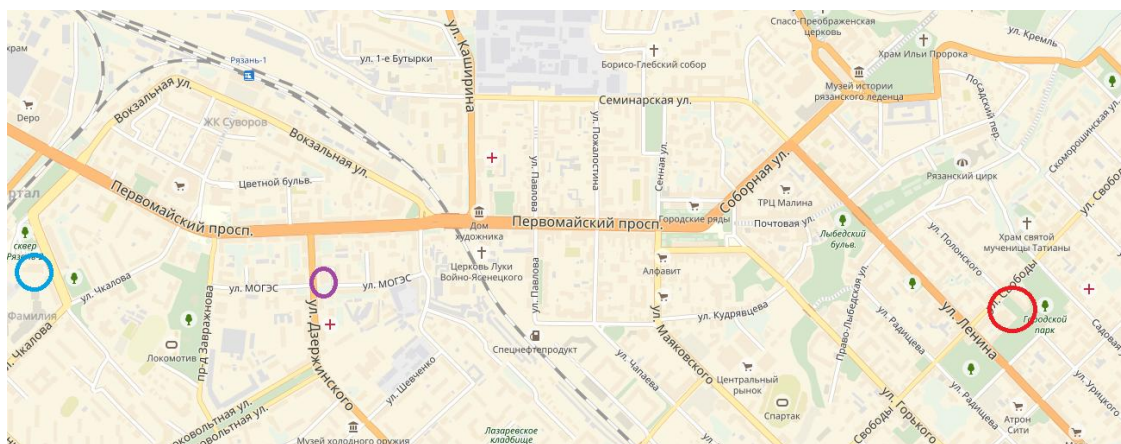 ул. Кремль
Спасо-Преображенская
церковь
храм
Рязань-1
ул. 1-е Бутырки
ул. Каширина
Борисо-Глебский собор
Храм Ильи Пророка
Музей истории
рязанского леденца
Посадский пер.
Depo
Вокзальная ул.
ЖК Суворов
Вокзальная ул.
Семинарская ул.
ул. Пожалостина
ул. Павлова
Сенная ул.
Соборная ул.
Скоморошинская ул.
Рязанский цирк
ул. Свободы
Цветной бульв.
ТРЦ Малина
Первомайский просп.
Дом
художника
Первомайский просп.
Городские ряды
Почтовая ул.
Лыбедский
бульв.
ул. Полонского
Храм святой
мученицы Татианы
сквер
Церковь Луки
Войно-Ясенецкого
Алфавит
ул. Чкалова
ул. МОГЭС
ул. МОГЭС
ул. Павлова
ул. Кудрявцева
Право-Лыбедская ул.
ул. Радищева
ул. Ленина
ул. Свободы
Городской
парк
Садовая
Фамилия
ул. Чкалова
пр-д Завражнова
Локомотив
ул. Дзержинского
ул. Шевченко
Спецнефтепродукт
ул. Чапаева
ул. Маяковского
Центральный
рынок
Спартак
ул. Горького
Свободы
ул. Радищева
Атрон
Сити
ул. Урицкого
Музей холодного оружия
Лазаревское
кладбище